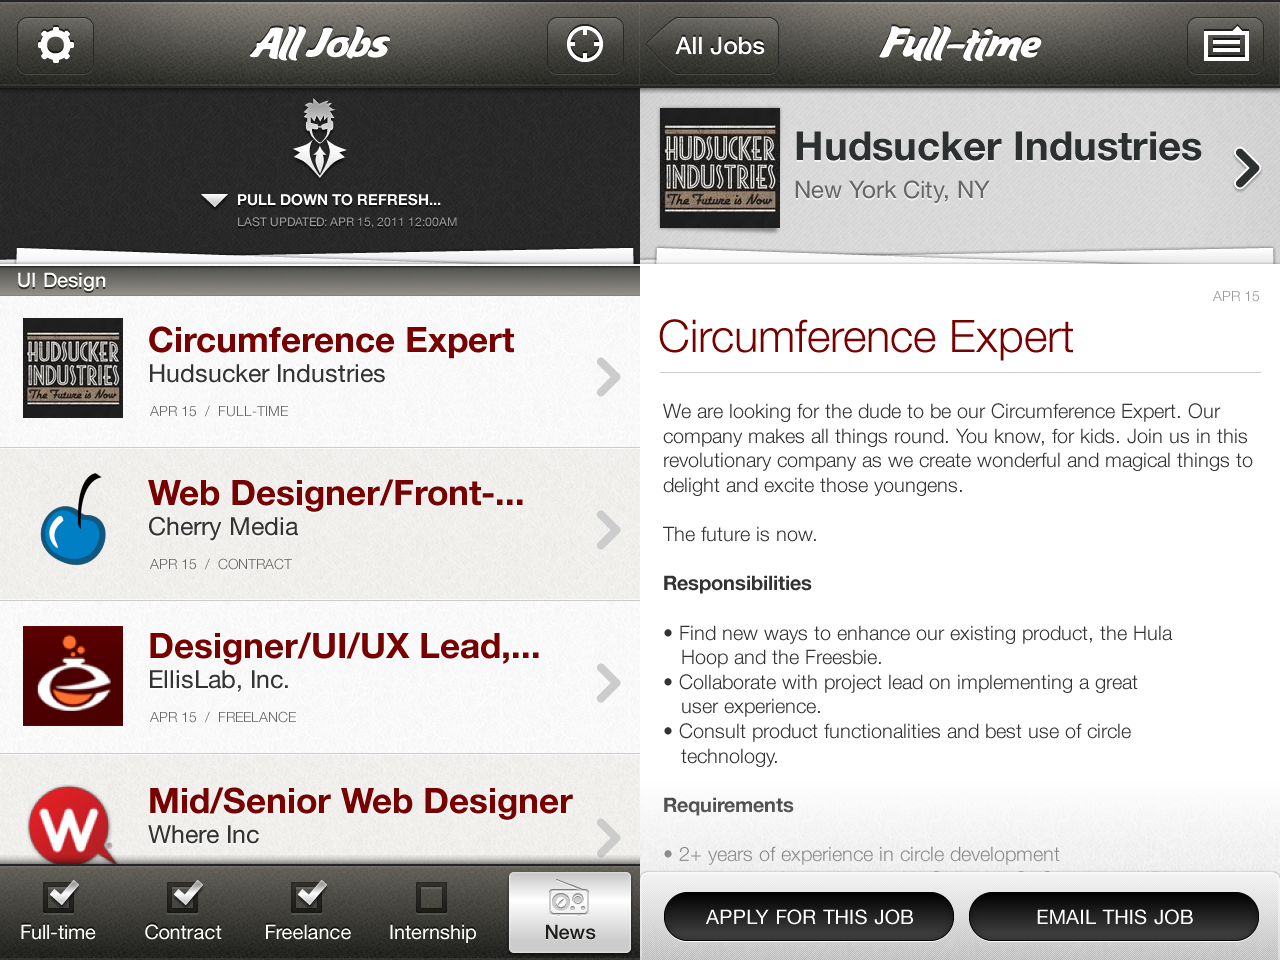 All Jobs
PULL DOWN TO REFRESH...
LAST UPDATED: APR 15, 2011 12:00AM
UI Design
HUDSUCKER
INDUSTRIES
The Future is Now
Circumference Expert
Hudsucker Industries
APR 15 / FULL-TIME
Web Designer/Front-...
Cherry Media
APR 15 / CONTRACT
e
Designer/UI/UX Lead,...
EllisLab, Inc.
APR 15 / FREELANCE
W
Mid/Senior Web Designer
Where Inc
Full-time
Contract
Freelance
Internship
News
All Jobs
Full-time
HUDSUCKER
INDUSTRIES
The Future is Now
Hudsucker Industries
New York City, NY
APR 15
Circumference Expert
We are looking for the dude to be our Circumference Expert. Our
company makes all things round. You know, for kids. Join us in this
revolutionary company as we create wonderful and magical things to
delight and excite those youngens.
The future is now.
Responsibilities
• Find new ways to enhance our existing product, the Hula
Hoop and the Freesbie.
• Collaborate with project lead on implementing a great
user experience.
• Consult product functionalities and best use of circle
technology.
Requirements
• 2+ years of experience in circle development
APPLY FOR THIS JOB
EMAIL THIS JOB